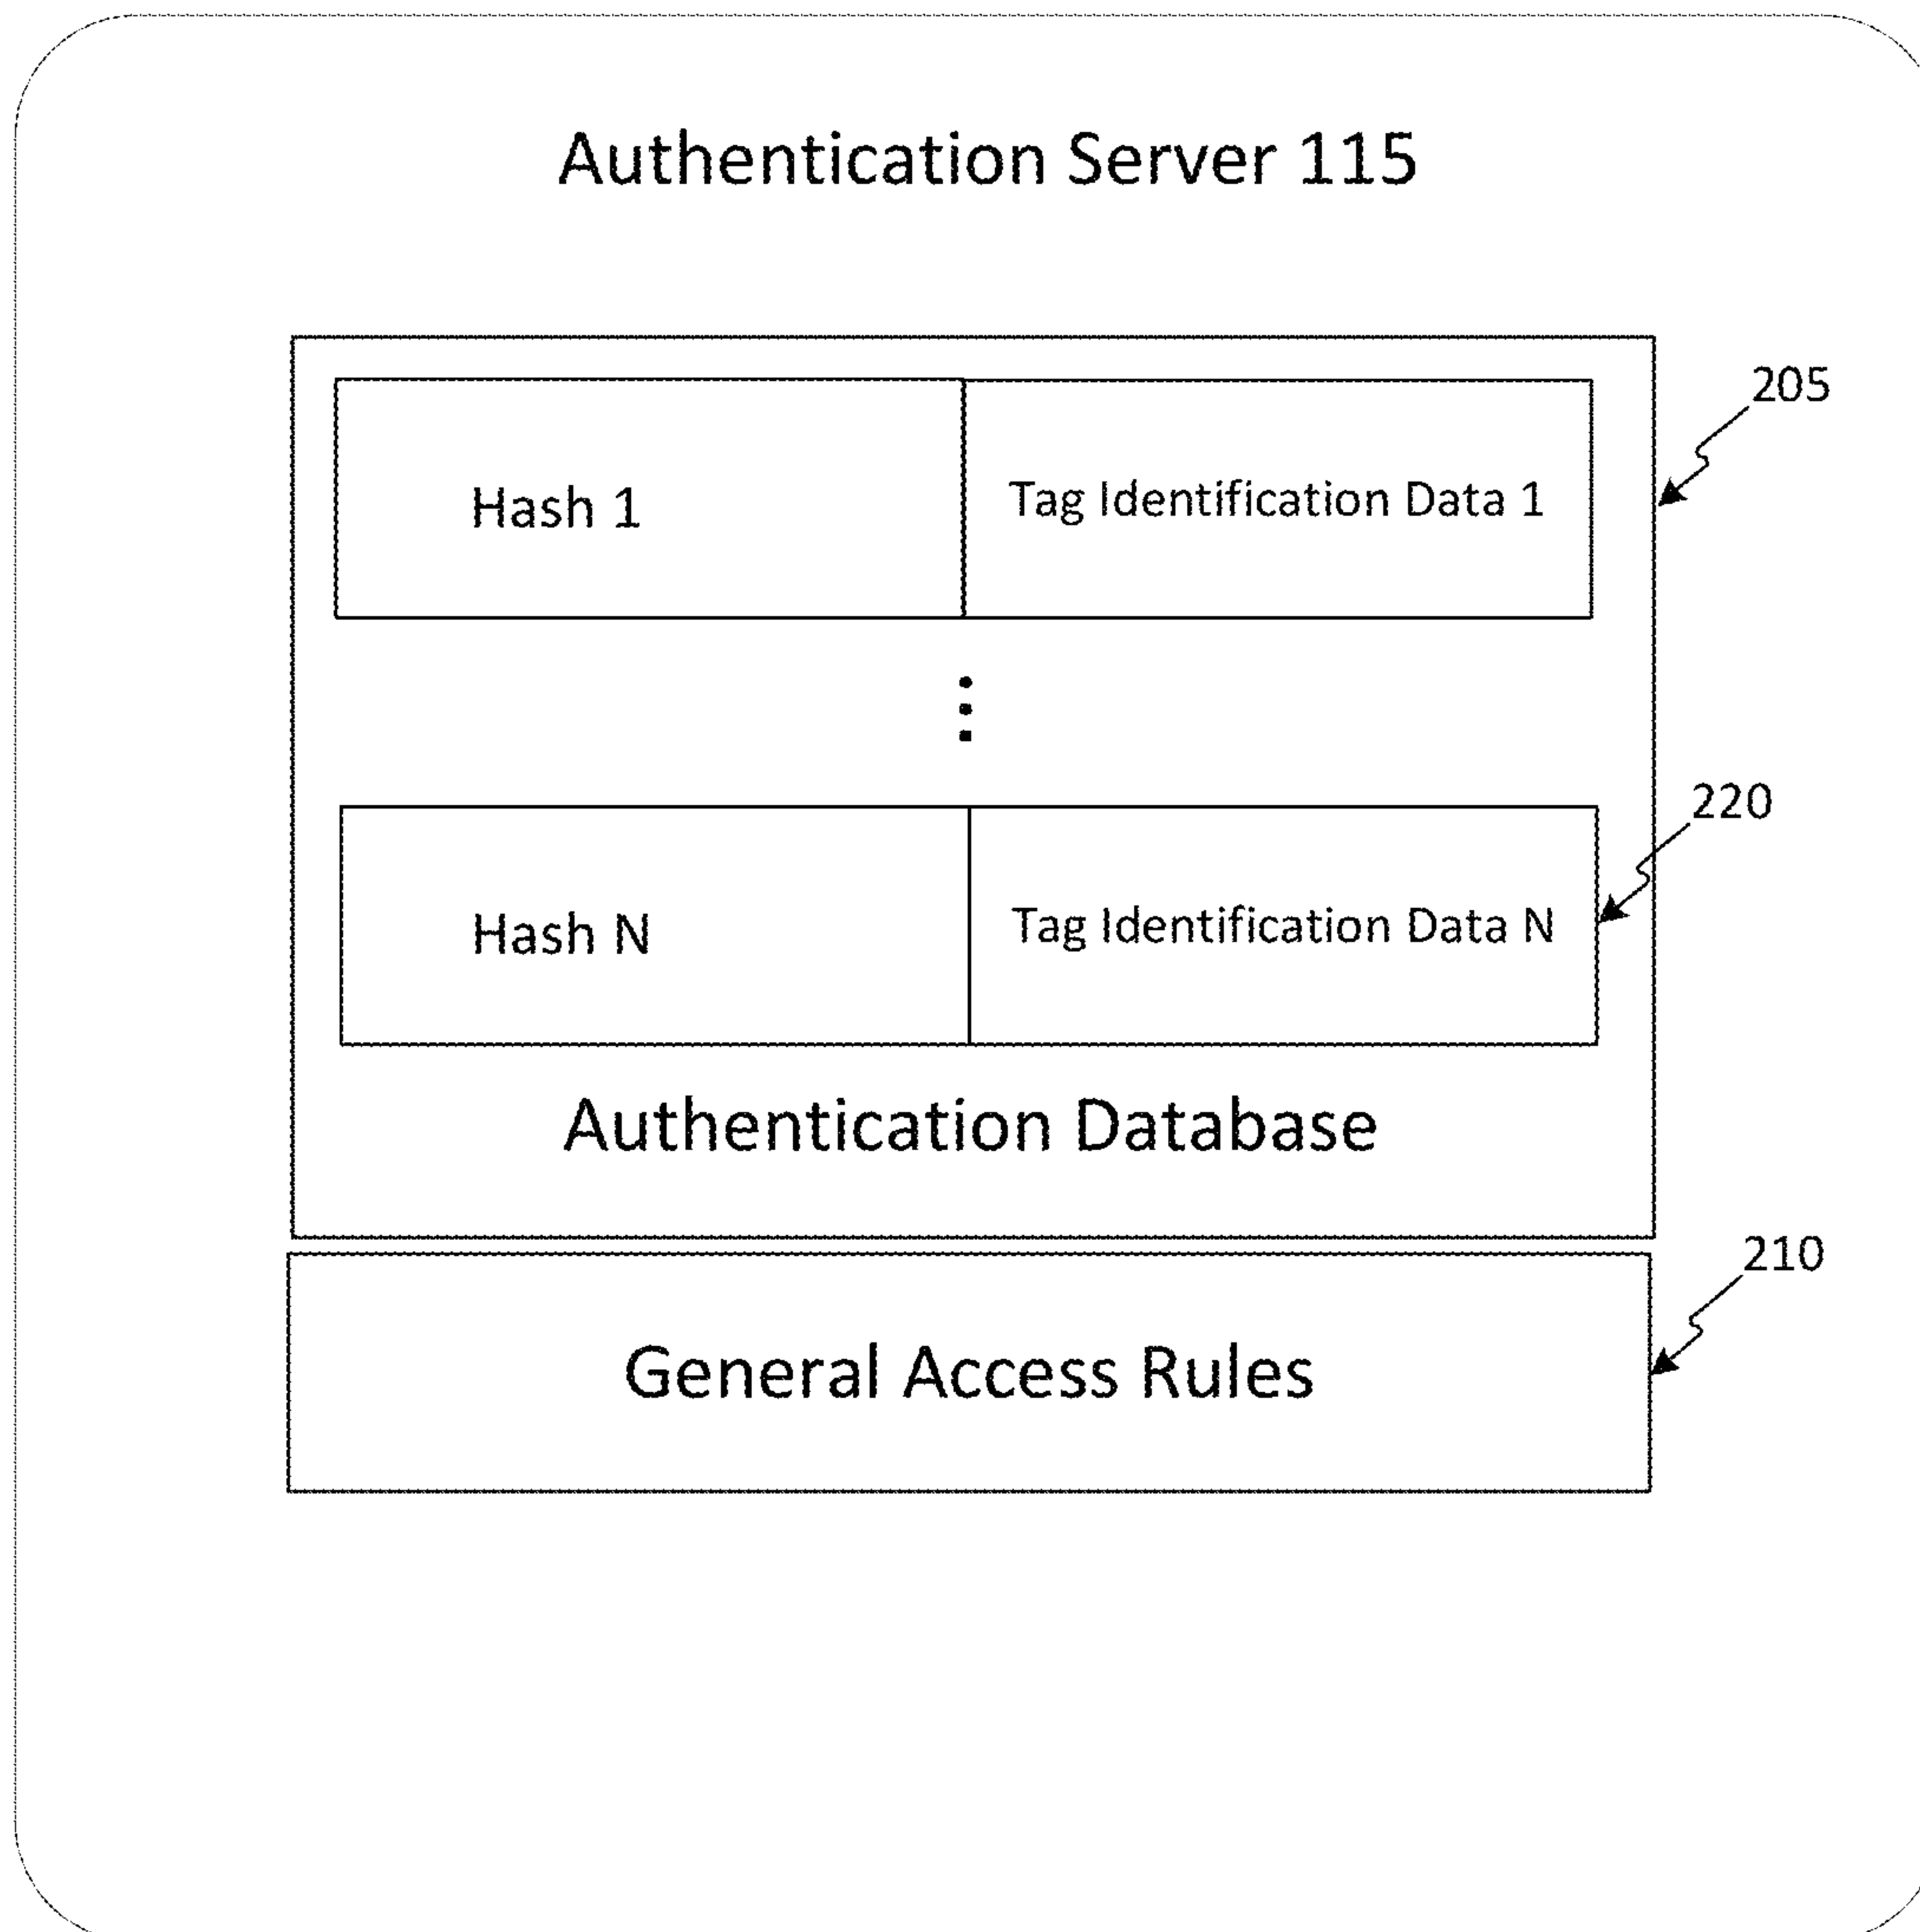 Authentication Server 115
205
Hash 1
Tag Identification Data 1
220
Hash N
Tag Identification Data N
Authentication Database
210
General Access Rules